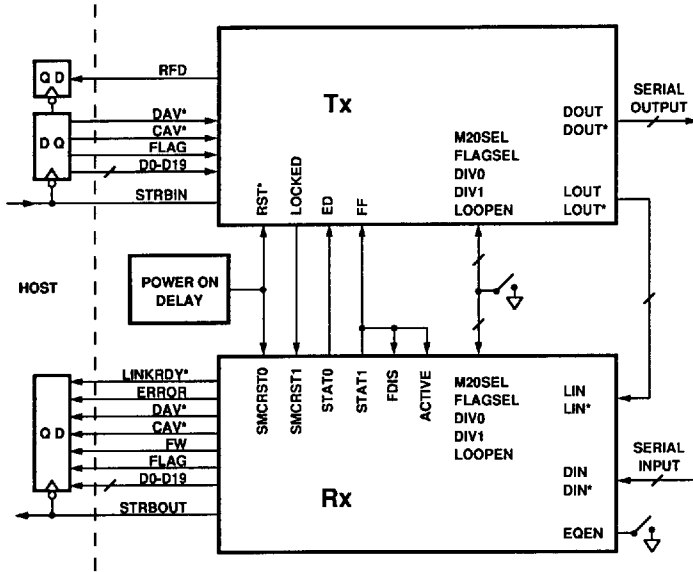 Q D
RFD
Tx
SERIAL
OUTPUT
D Q
DAV*
CAV*
FLAG
D0-D19
STRBIN
RST*
LOCKED
ED
FF
M20SEL
FLAGSEL
DIV0
DIV1
LOOPEN
DOUT
DOUT*
LOUT
LOUT*
HOST
POWER ON
DELAY
Q D
LINKRDY*
ERROR
DAV*
CAV*
FW
FLAG
D0-D19
STRBOUT
SMCRST0
SMCRST1
STAT0
STAT1
FDIS
ACTIVE
M20SEL
FLAGSEL
DIV0
DIV1
LOOPEN
Rx
LIN
LIN*
DIN
DIN*
EQEN
SERIAL
INPUT